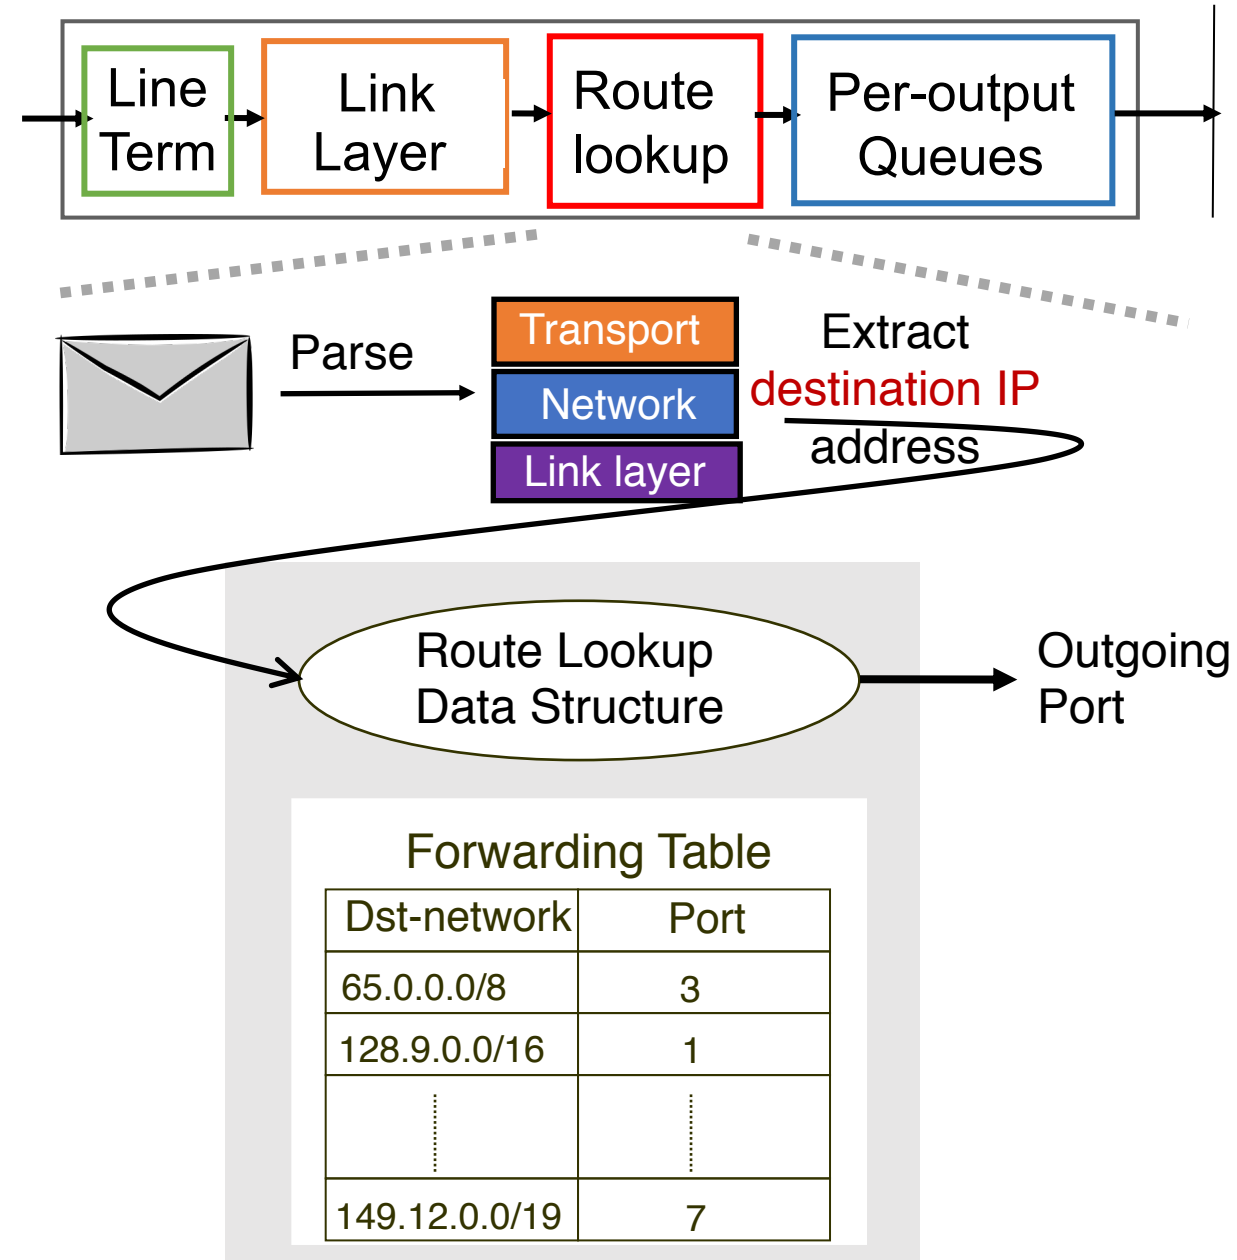 Line
Term
Link
Layer
Route
lookup
Per-output
Queues
Parse
Transport
Network
Link layer
Extract
destination IP
address
Route Lookup
Data Structure
Outgoing
Port
Forwarding Table
Dst-network Port
65.0.0.0/8 3
128.9.0.0/16 1
149.12.0.0/19 7